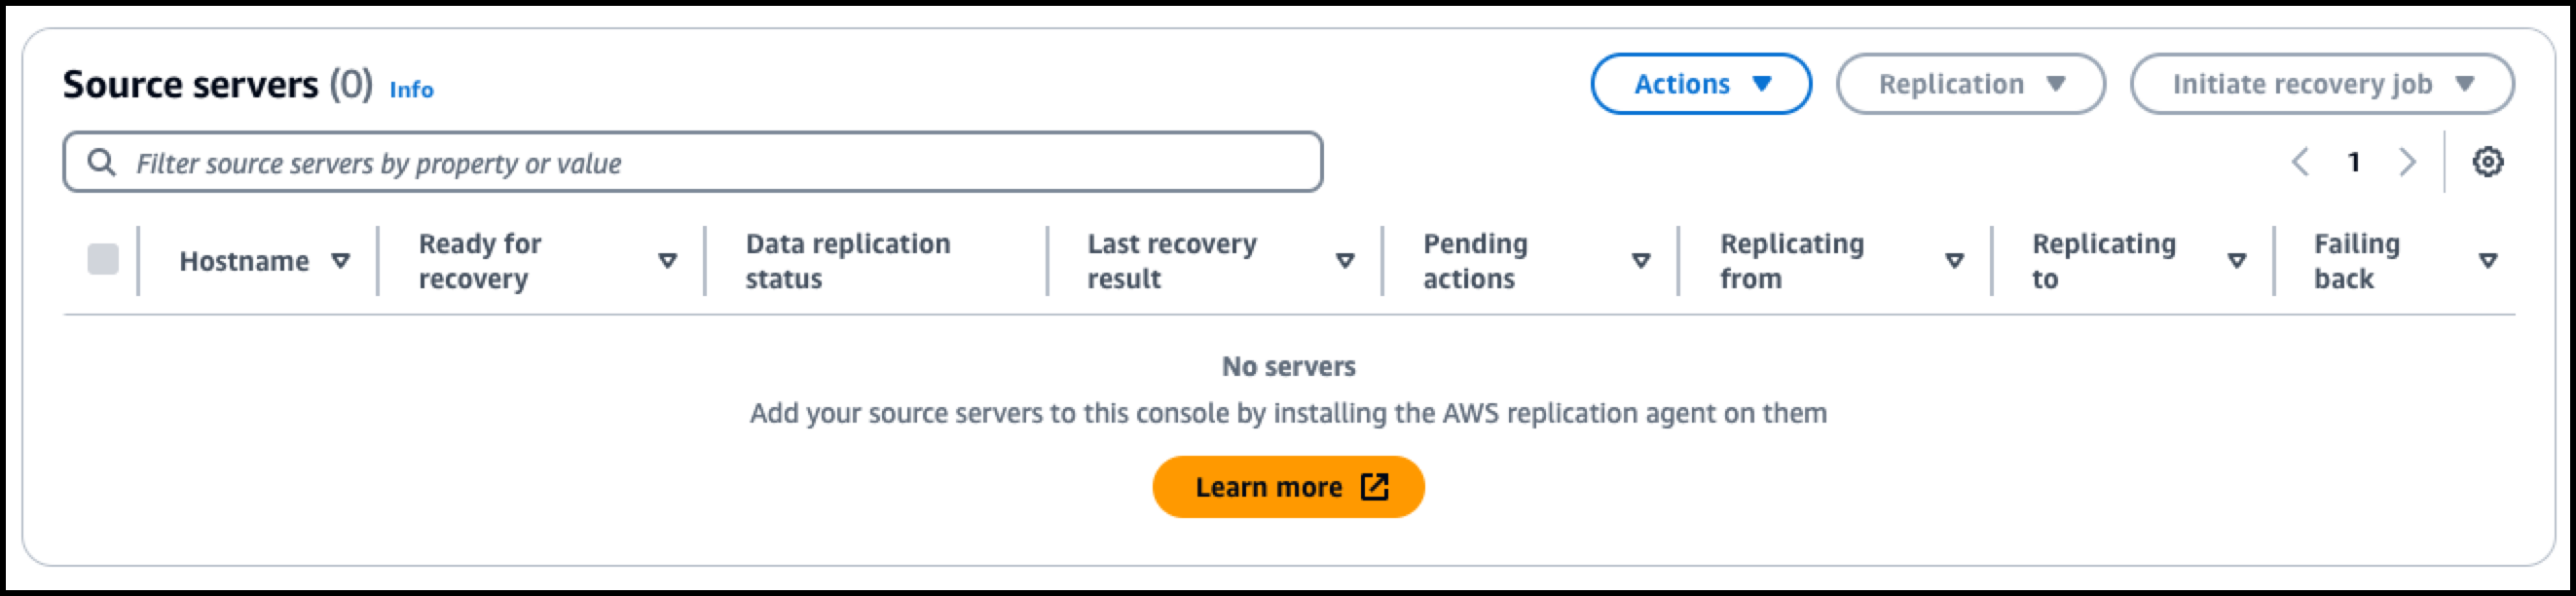 Source servers (0) Info
Actions
Replication
Initiate recovery job
Filter source servers by property or value
1
Hostname
Ready for
recovery
Data replication
status
Last recovery
result
Pending
actions
Replicating
from
Replicating
to
Failing
back
No servers
Add your source servers to this console by installing the AWS replication agent on them
Learn more